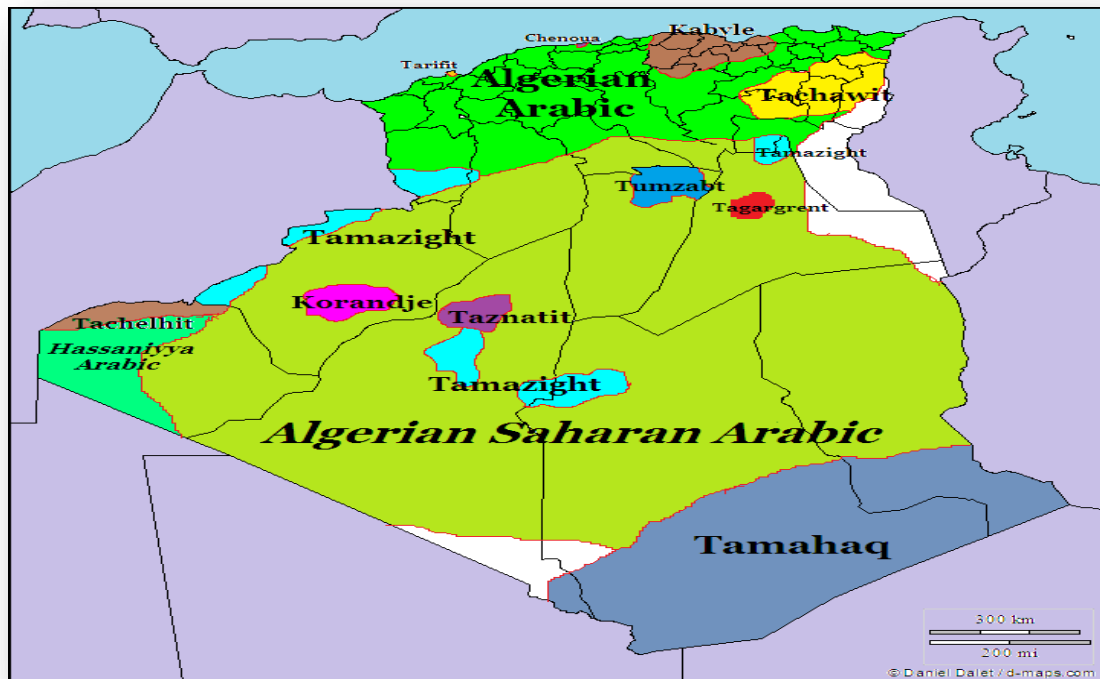 Kabyle
Chenoua
Tarifit
Algerian
Arabic
Tachawit
Tamazight
Tumzabt
Tagargrent
Tamazight
Korandje
Taznatit
Tachelhit
Hassaniyya
Arabic
Tamazight
Algerian Saharan Arabic
Tamahaq
300 km
200 mi
© Daniel Dalet / d-maps.com